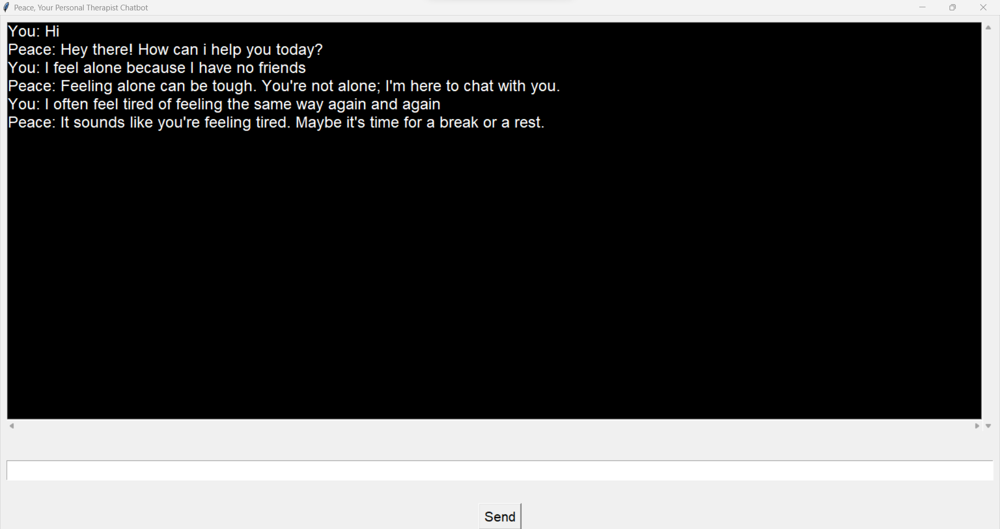 Peace, Your Personal Therapist Chatbot
You: Hi
Peace: Hey there! How can i help you today?
You: I feel alone because I have no friends
Peace: Feeling alone can be tough. You're not alone; I'm here to chat with you.
You: I often feel tired of feeling the same way again and again
Peace: It sounds like you're feeling tired. Maybe it's time for a break or a rest.
Send